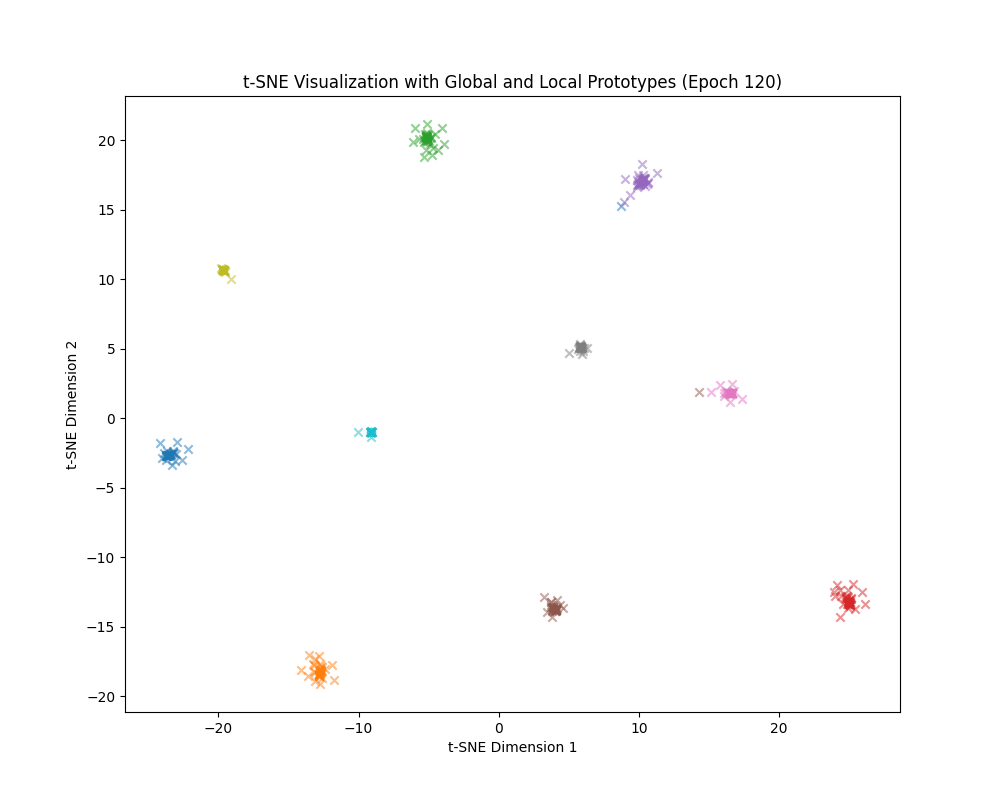 t-SNE Visualization with Global and Local Prototypes (Epoch 120)
20
15
10
5
0
−5
−10
−15
−20
t-SNE Dimension 2
−20 −10 0 10 20
t-SNE Dimension 1